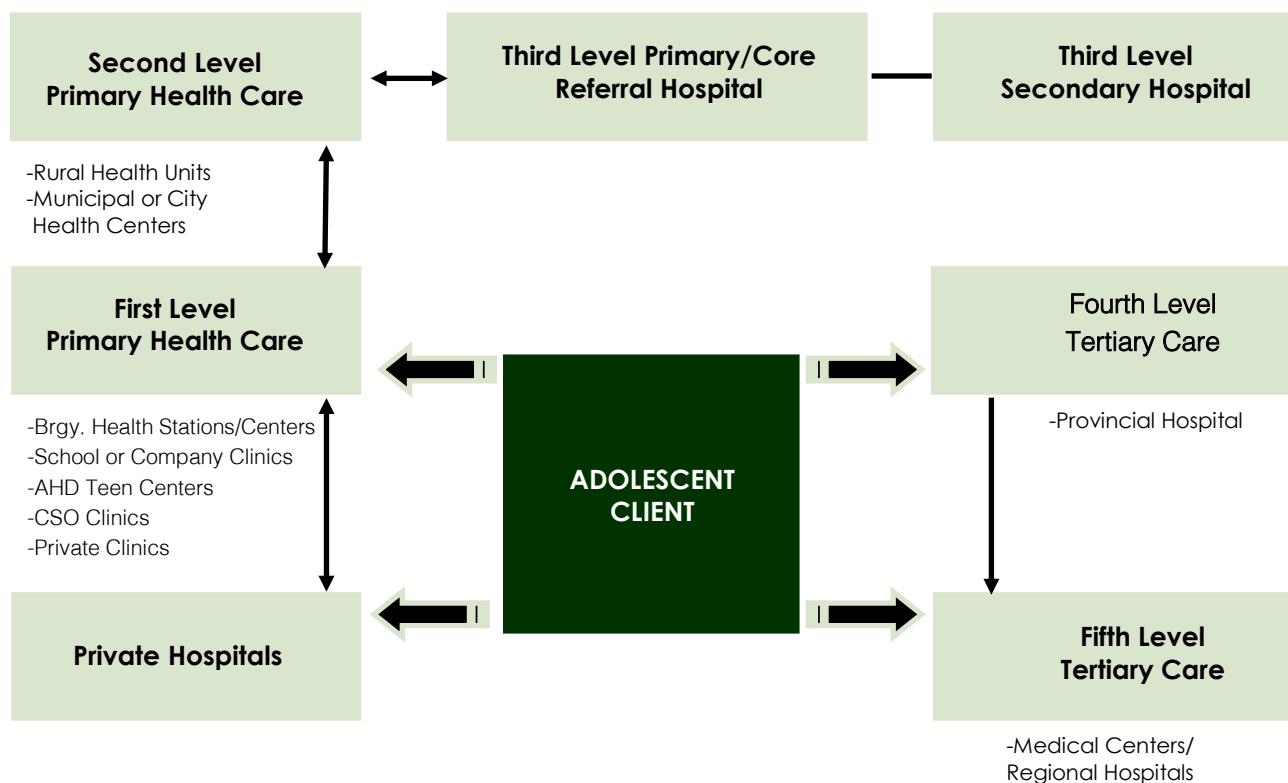 Second Level
Primary Health Care
Third Level Primary/Core
Referral Hospital
Third Level
Secondary Hospital
-Rural Health Units
-Municipal or City
Health Centers
First Level
Primary Health Care
Fourth Level
Tertiary Care
-Brgy. Health Stations/Centers
-School or Company Clinics
-AHD Teen Centers
-CSO Clinics
-Private Clinics
ADOLESCENT
CLIENT
-Provincial Hospital
Private Hospitals
Fifth Level
Tertiary Care
-Medical Centers/
Regional Hospitals